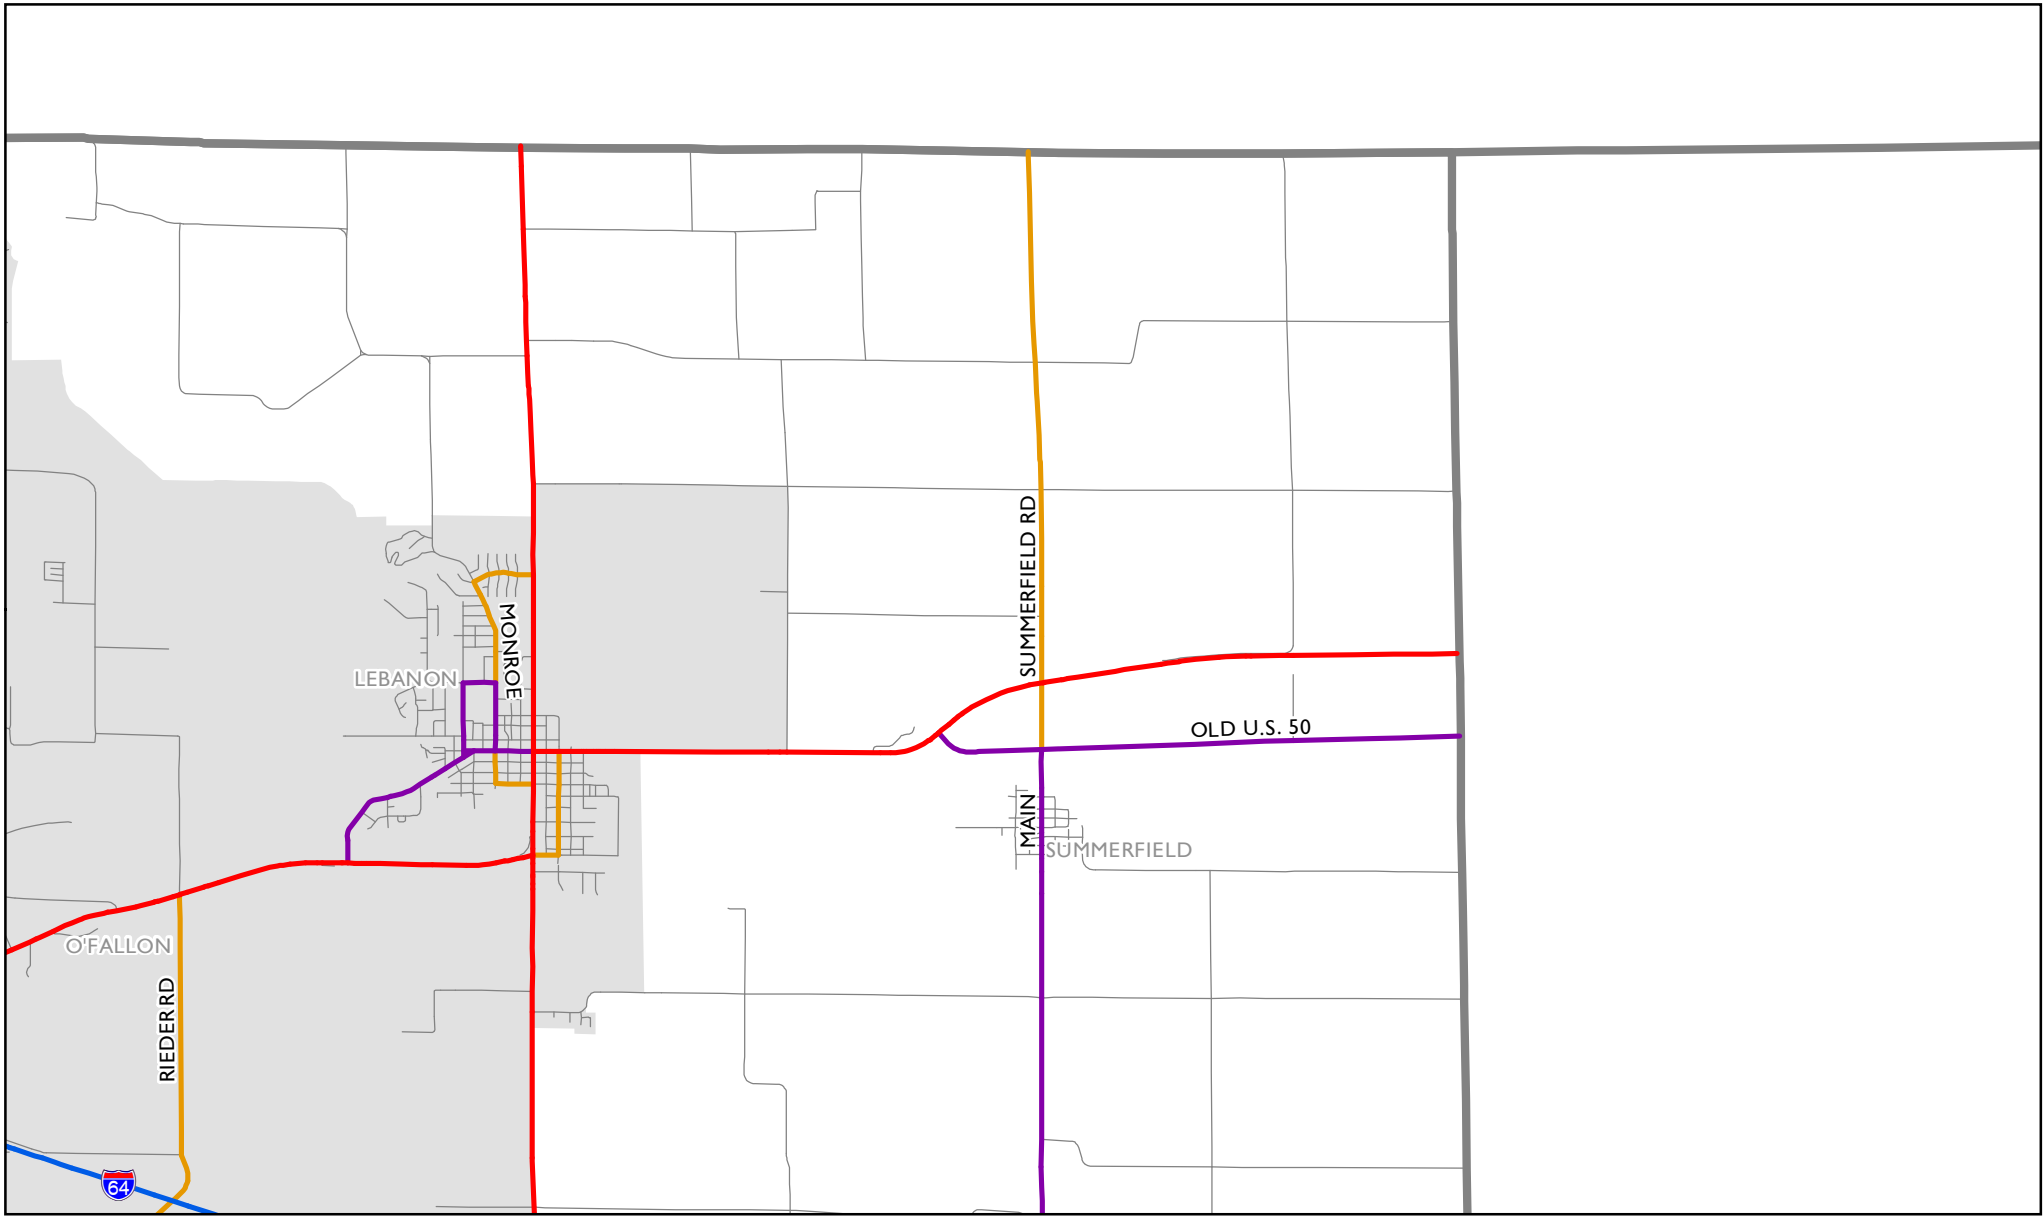 SUMMERFIELD RD
MONROE
LEBANON
OLD U.S. 50
MAIN
SUMMERFIELD
O'FALLON
RIEDER RD
64